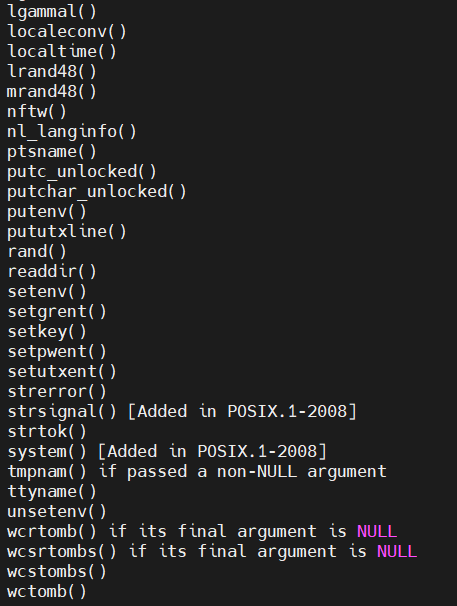 lgammal()
localeconv()
localtime()
lrand48()
mrand48()
nftw()
nl_langinfo()
ptsname()
putc_unlocked()
putchar_unlocked()
putenv()
pututxline()
rand()
readdir()
setenv()
setgrent()
setkey()
setpwent()
setutxent()
strerror()
strsignal() [Added in POSIX.1-2008]
strtok()
system() [Added in POSIX.1-2008]
tmpnam() if passed a non-NULL argument
ttyname()
unsetenv()
wcrtomb() if its final argument is NULL
wcsrtombs() if its final argument is NULL
wcstombs()
wctomb()